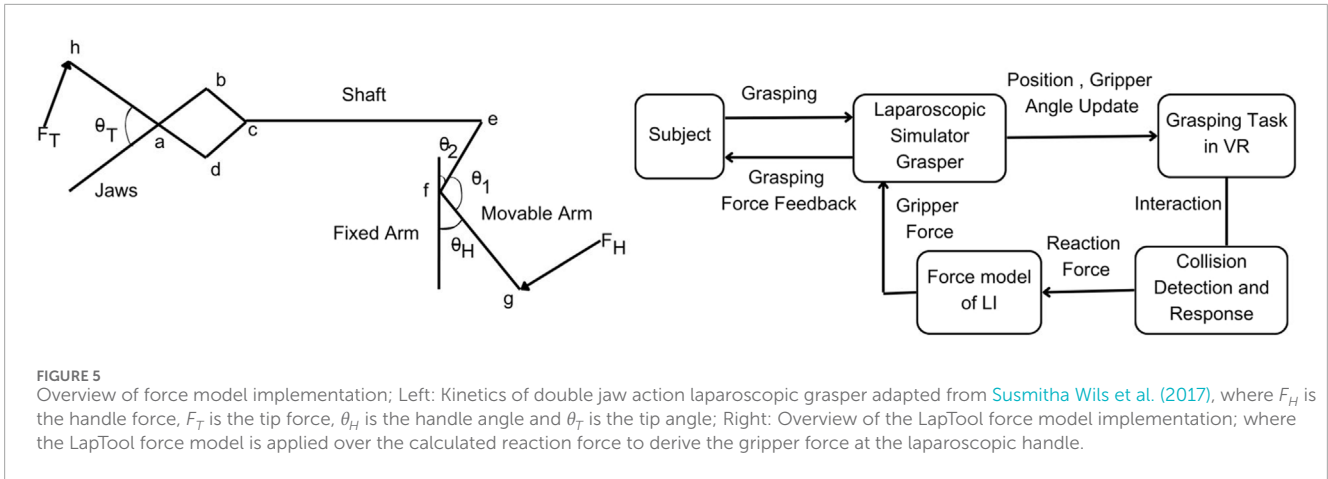 h
b
Shaft
F_T
θ_T
a
c
e
d
θ_2
Jaws
f
θ_1
Fixed Arm
Movable Arm
θ_H
F_H
g
Subject
Grasping
Grasping
Force Feedback
Laparoscopic
Simulator
Grasper
Position , Gripper
Angle Update
Grasping Task
in VR
Interaction
Collision
Detection and
Response
Reaction
Force
Force model
of LI
Gripper
Force
FIGURE 5
Overview of force model implementation; Left: Kinetics of double jaw action laparoscopic grasper adapted from Susmitha Wils et al. (2017), where F_H is
the handle force, F_T is the tip force, θ_H is the handle angle and θ_T is the tip angle; Right: Overview of the LapTool force model implementation; where
the LapTool force model is applied over the calculated reaction force to derive the gripper force at the laparoscopic handle.